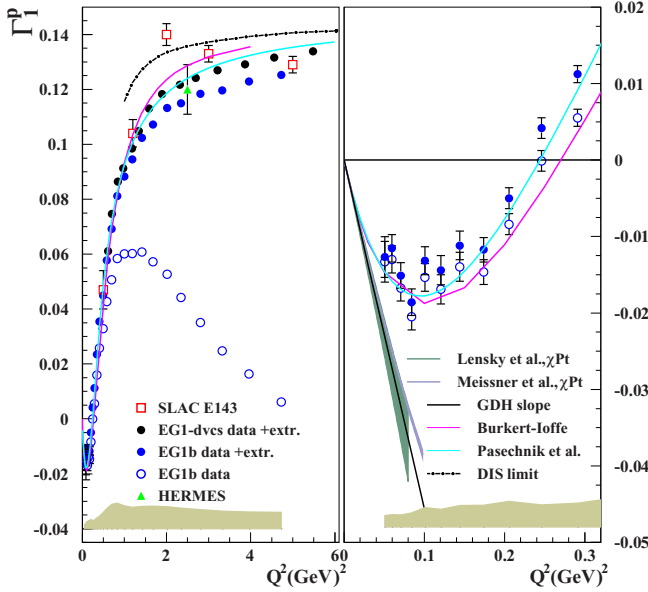 Γ₁ᵖ
0.14
0.12
0.1
0.08
0.06
0.04
0.02
0
-0.02
-0.04
SLAC E143
EG1-dvcs data +extr.
EG1b data +extr.
EG1b data
HERMES
0 2 4 60
Q²(GeV)²
Lensky et al.,χPt
Meissner et al.,χPt
GDH slope
Burkert-Ioffe
Pasechnik et al.
DIS limit
0.1 0.2 0.3
Q²(GeV)²
0.02
0.01
0
-0.01
-0.02
-0.03
-0.04
-0.05